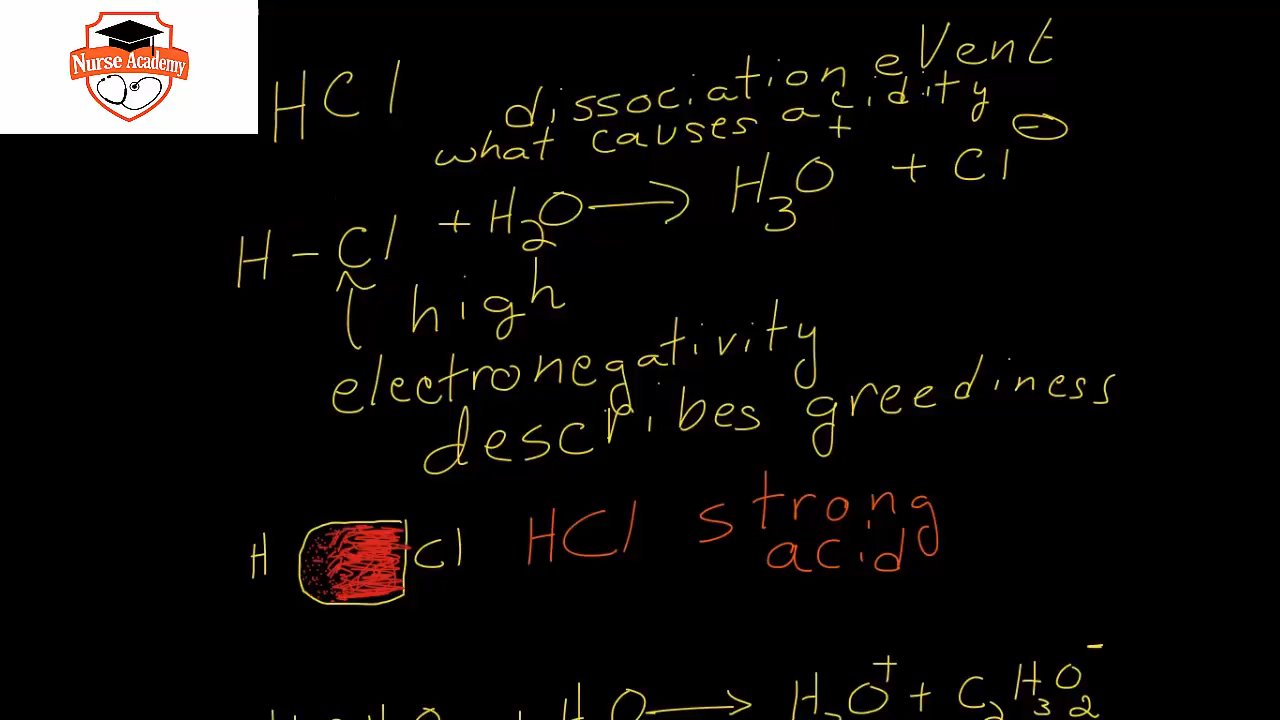 Nurse Academy
HCl
dissociation event
what causes acidity
H - Cl + H2O → H3O+ + Cl⊖
high
electronegativity
describes greediness
H Cl HCl strong
acid
→ H3O+ + C2H3O2-